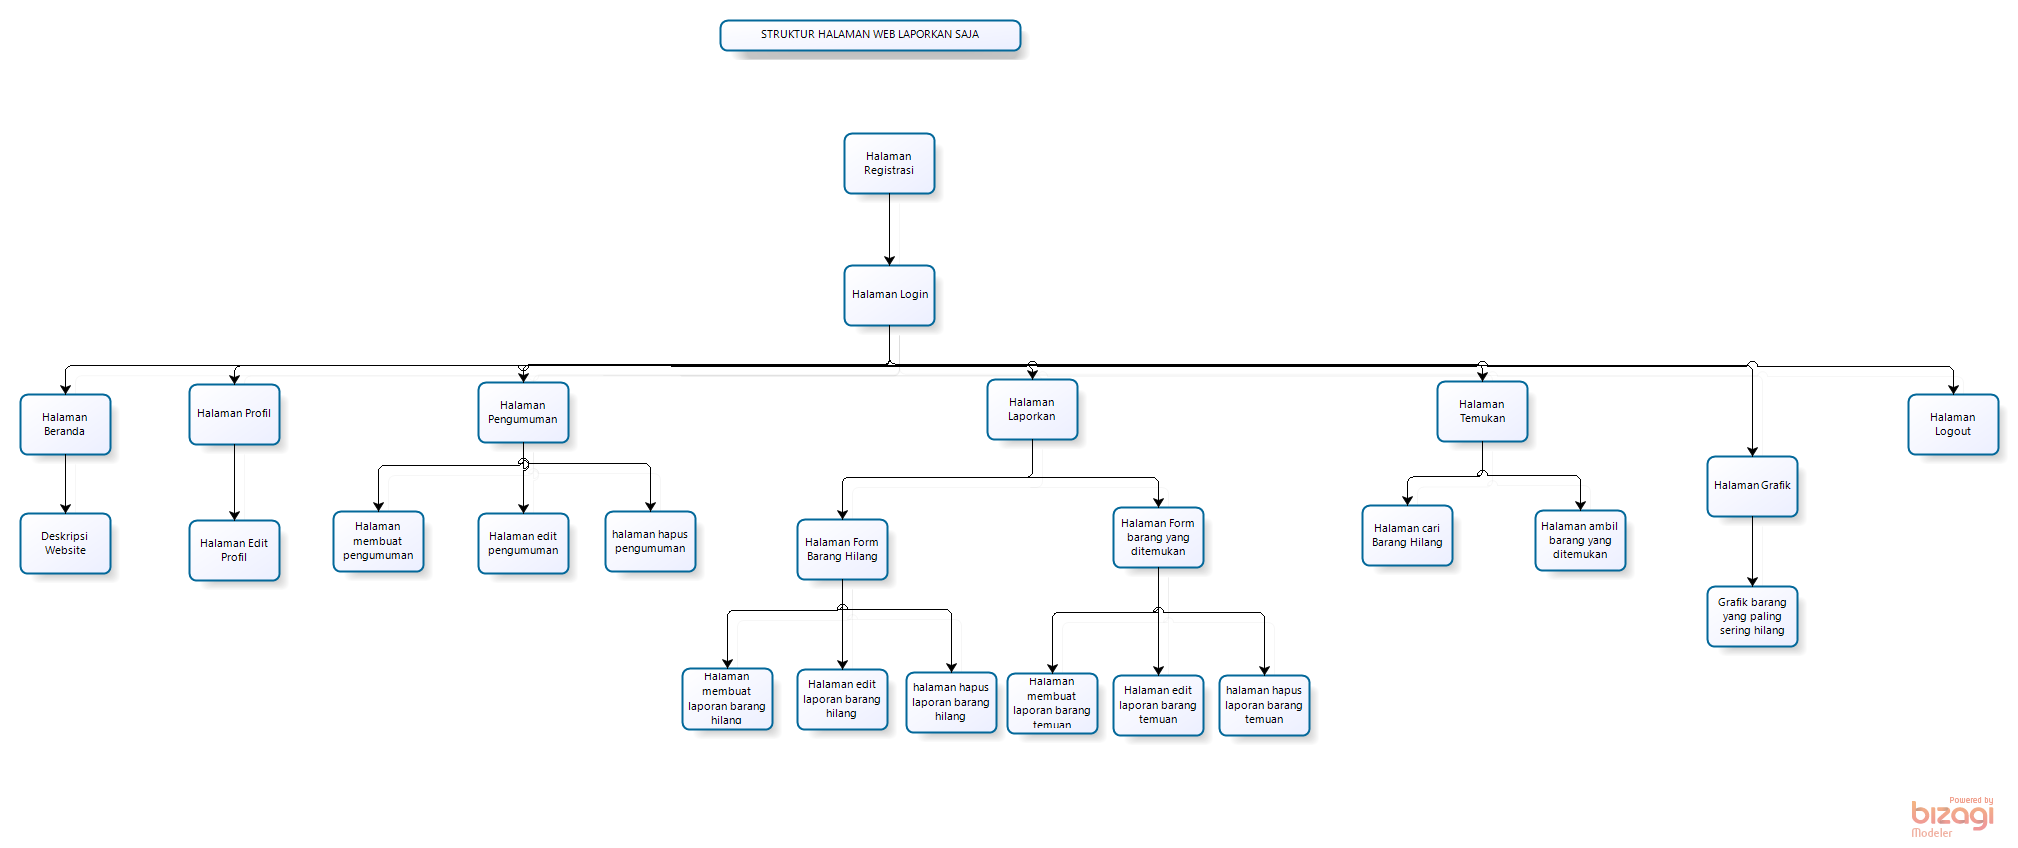 STRUKTUR HALAMAN WEB LAPORKAN SAJA
Halaman
Registrasi
Halaman Login
Halaman
Beranda
Halaman Profil
Halaman
Pengumuman
Halaman
Laporkan
Halaman
Temukan
Halaman
Logout
Halaman Grafik
Deskripsi
Website
Halaman Edit
Profil
Halaman
membuat
pengumuman
Halaman edit
pengumuman
halaman hapus
pengumuman
Halaman Form
Barang Hilang
Halaman Form
barang yang
ditemukan
Halaman cari
Barang Hilang
Halaman ambil
barang yang
ditemukan
Grafik barang
yang paling
sering hilang
Halaman
membuat
laporan barang
hilang
Halaman edit
laporan barang
hilang
halaman hapus
laporan barang
hilang
Halaman
membuat
laporan barang
temuan
Halaman edit
laporan barang
temuan
halaman hapus
laporan barang
temuan
Powered by
bizagi
Modeler